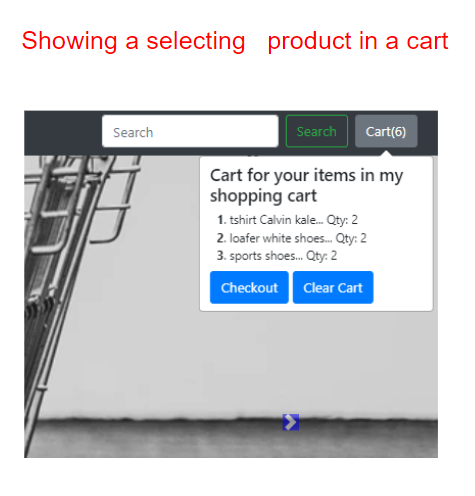 Showing a selecting product in a cart
Search Search Cart(6)
Cart for your items in my
shopping cart
1. tshirt Calvin kale... Qty: 2
2. loafer white shoes... Qty: 2
3. sports shoes... Qty: 2
Checkout Clear Cart